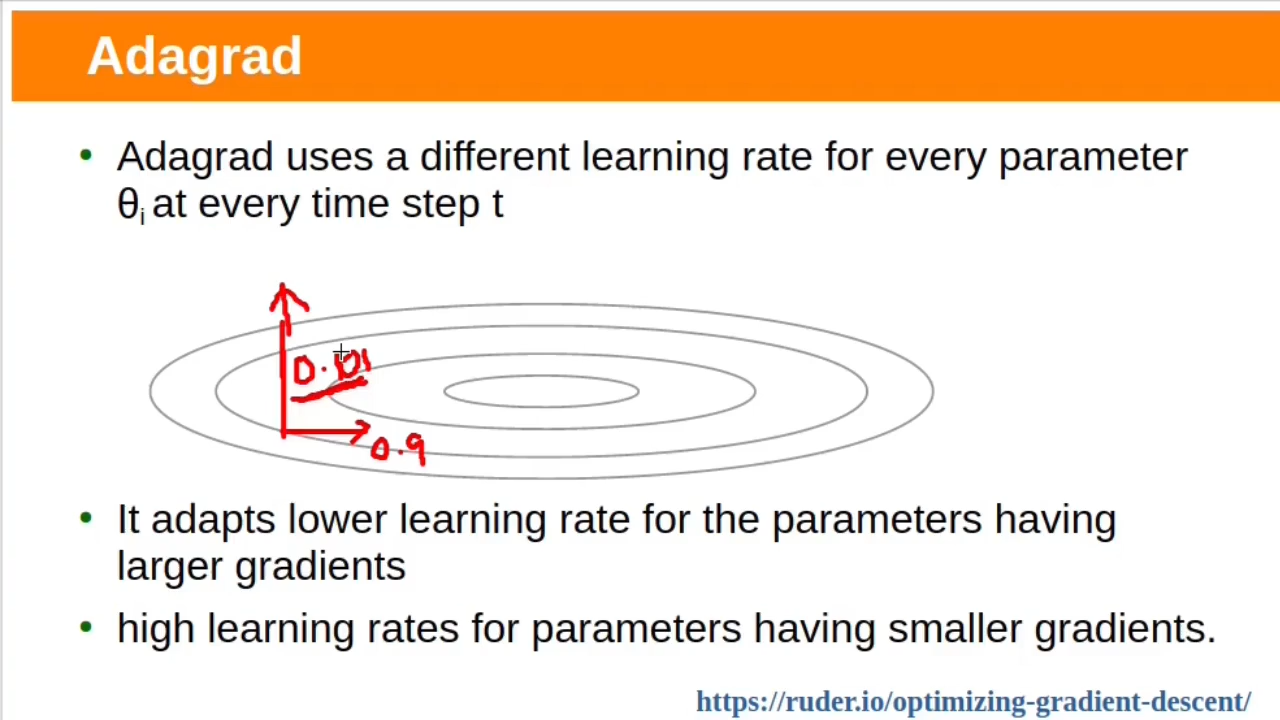 Adagrad
• Adagrad uses a different learning rate for every parameter
θi at every time step t
0.01
0.9
• It adapts lower learning rate for the parameters having
larger gradients
• high learning rates for parameters having smaller gradients.
https://ruder.io/optimizing-gradient-descent/